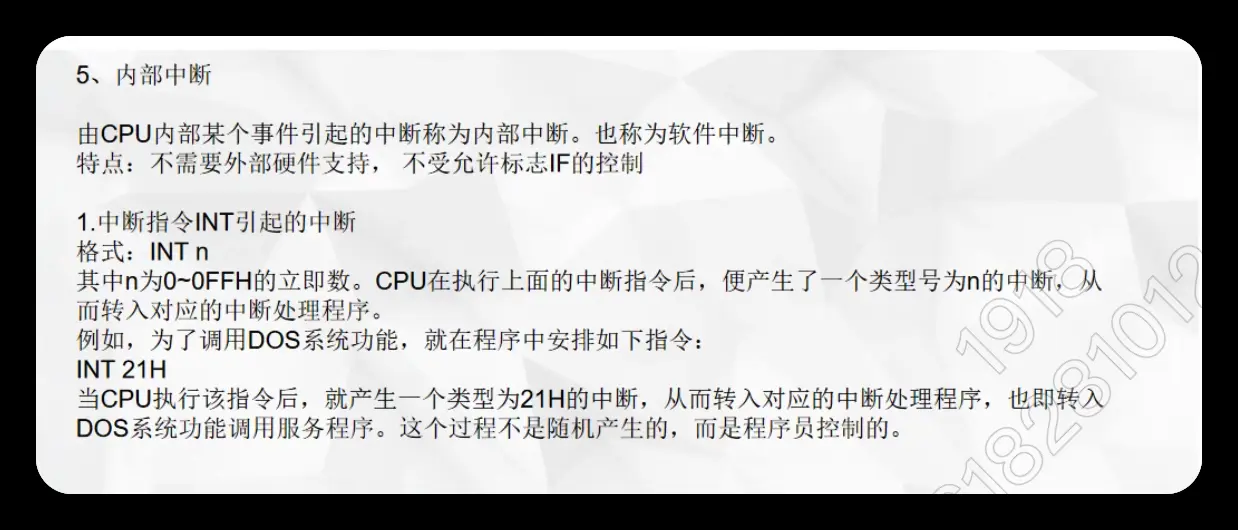 5、内部中断
由CPU内部某个事件引起的中断称为内部中断。也称为软件中断。
特点：不需要外部硬件支持， 不受允许标志IF的控制
1.中断指令INT引起的中断
格式：INT n
其中n为0~0FFH的立即数。CPU在执行上面的中断指令后，便产生了一个类型号为n的中断，从
而转入对应的中断处理程序。
例如，为了调用DOS系统功能，就在程序中安排如下指令：
INT 21H
当CPU执行该指令后，就产生一个类型为21H的中断，从而转入对应的中断处理程序，也即转入
DOS系统功能调用服务程序。这个过程不是随机产生的，而是程序员控制的。
1918